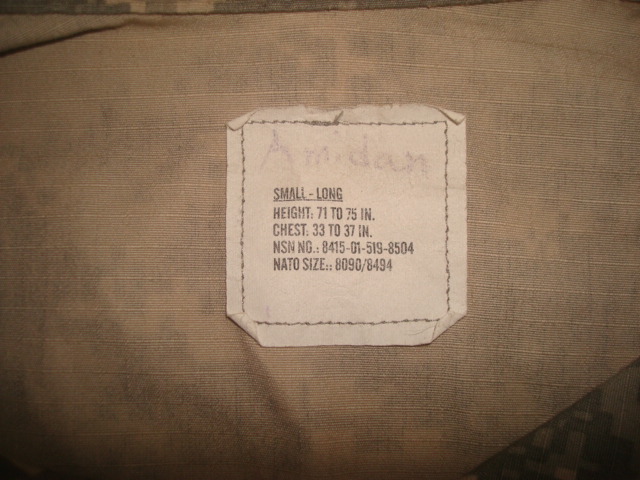 Amidan
SMALL - LONG
HEIGHT: 71 TO 75 IN.
CHEST: 33 TO 37 IN.
NSN NO.: 8415-01-519-8504
NATO SIZE:: 8090/8494